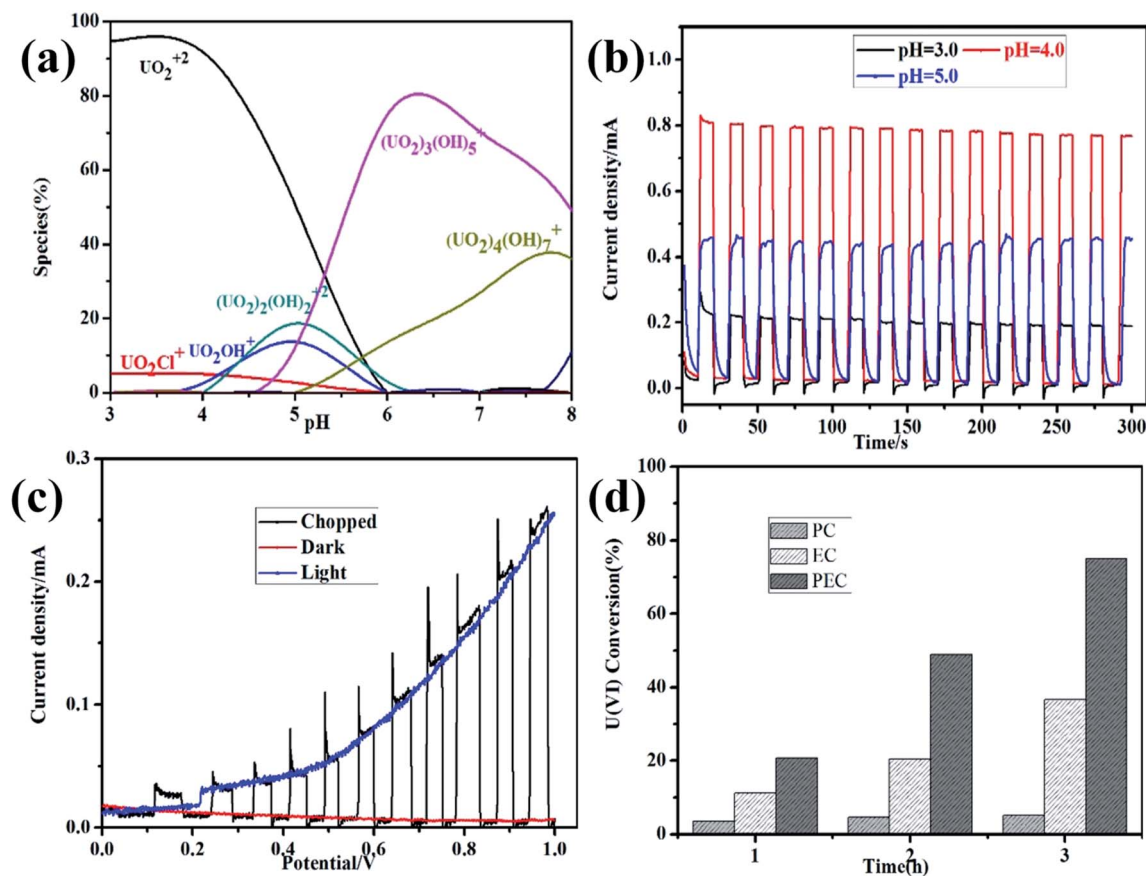 (a)
100
80
60
40
20
0
Species(%)
UO2+2
(UO2)3(OH)5+
(UO2)4(OH)7+
(UO2)2(OH)2+2
UO2Cl+ UO2OH+
3 4 5 6 7 8
pH
(b)
pH=3.0 pH=4.0
pH=5.0
1.0
0.8
0.6
0.4
0.2
0.0
Current density/mA
0 50 100 150 200 250 300
Time/s
(c)
0.3
0.2
0.1
0.0
Current density/mA
Chopped
Dark
Light
0.0 0.2 0.4 0.6 0.8 1.0
Potential/V
(d)
100
80
60
40
20
0
U(VI) Conversion(%)
PC
EC
PEC
1 2 3
Time(h)